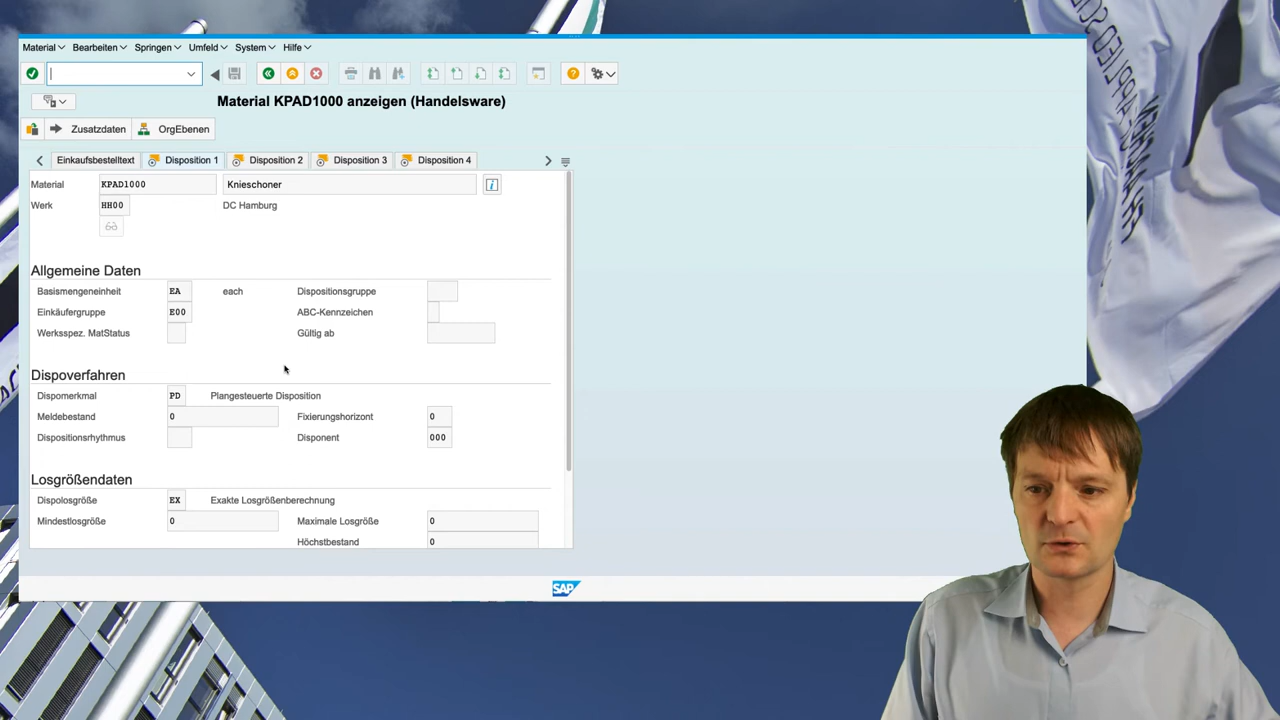 Material Bearbeiten Springen Umfeld System Hilfe
Material KPAD1000 anzeigen (Handelsware)
Zusatzdaten OrgEbenen
Einkaufsbestelltext Disposition 1 Disposition 2 Disposition 3 Disposition 4
Material KPAD1000 Knieschoner
Werk HH00 DC Hamburg
Allgemeine Daten
Basismengeneinheit EA each Dispositionsgruppe
Einkäufergruppe E00 ABC-Kennzeichen
Werksspez. MatStatus Gültig ab
Dispoverfahren
Dispomerkmal PD Plangesteuerte Disposition
Meldebestand 0 Fixierungshorizont 0
Dispositionsrhythmus Disponent 000
Losgrößendaten
Dispolosgröße EX Exakte Losgrößenberechnung
Mindestlosgröße 0 Maximale Losgröße 0
Höchstbestand 0
SAP